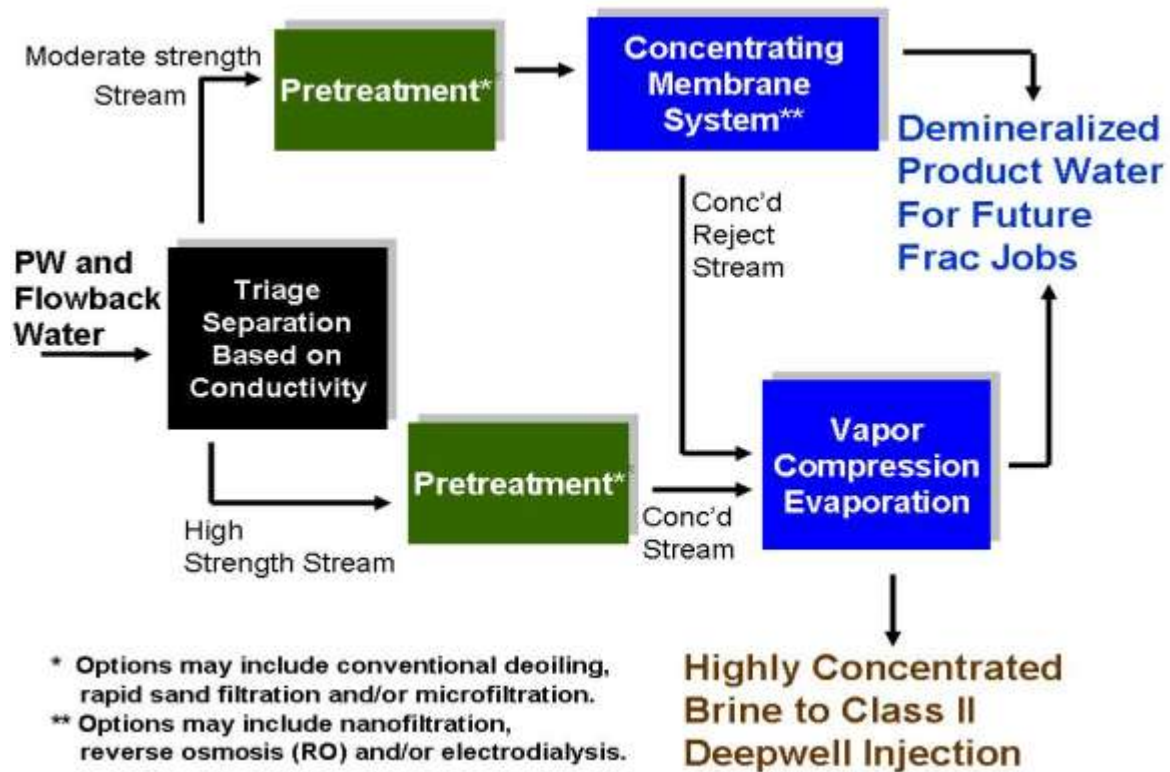 Moderate strength
Stream
Pretreatment*
Concentrating
Membrane
System**
Demineralized
Product Water
For Future
Frac Jobs
Conc'd
Reject
Stream
PW and
Flowback
Water
Triage
Separation
Based on
Conductivity
Pretreatment*
Vapor
Compression
Evaporation
High
Strength Stream
Conc'd
Stream
* Options may include conventional deoiling,
rapid sand filtration and/or microfiltration.
** Options may include nanofiltration,
reverse osmosis (RO) and/or electrodialysis.
Highly Concentrated
Brine to Class II
Deepwell Injection